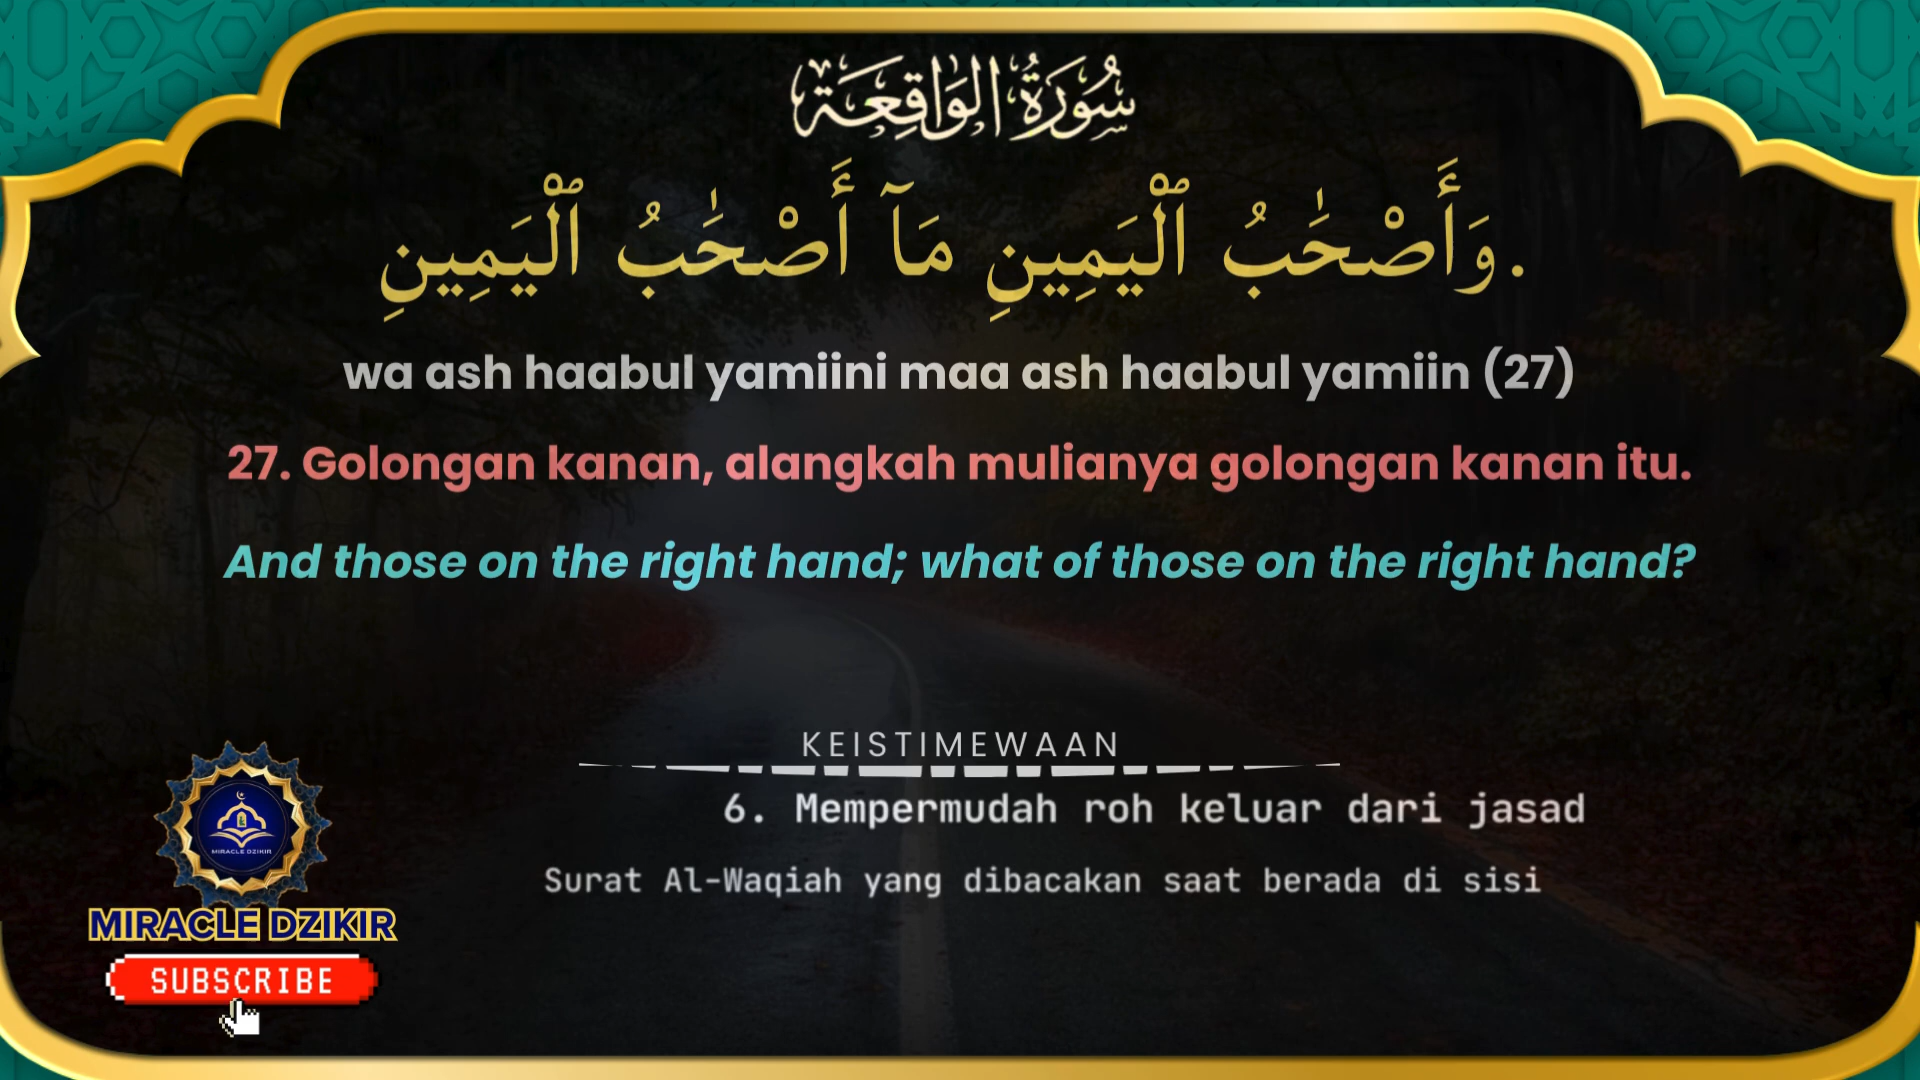 سُورَةُ الوَاقِعَة
وَأَصْحَٰبُ ٱلْيَمِينِ مَآ أَصْحَٰبُ ٱلْيَمِينِ.
wa ash haabul yamiini maa ash haabul yamiin (27)
27. Golongan kanan, alangkah mulianya golongan kanan itu.
And those on the right hand; what of those on the right hand?
KEISTIMEWAAN
6. Mempermudah roh keluar dari jasad
Surat Al-Waqiah yang dibacakan saat berada di sisi
MIRACLE DZIKIR
MIRACLE DZIKIR
SUBSCRIBE